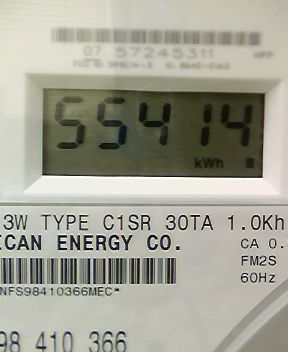 07 57245311
55414
kWh
3W TYPE C1SR 30TA 1.0Kh
ECAN ENERGY CO.
CA 0.
FM2S
60Hz
NFS98410366MEC*
98 410 366